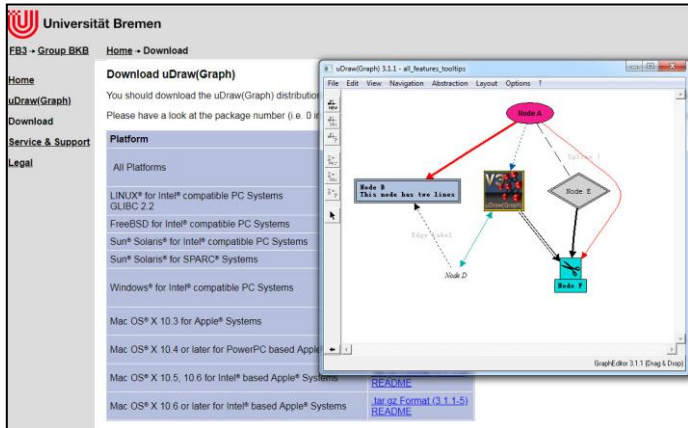 Universität Bremen
FB3 → Group BKB
Home → Download
Home
uDraw(Graph)
Download
Service & Support
Legal
Download uDraw(Graph)
You should download the uDraw(Graph) distribution
Please have a look at the package number (i.e. 0 in
Platform
All Platforms
LINUX® for Intel® compatible PC Systems
GLIBC 2.2
FreeBSD for Intel® compatible PC Systems
Sun® Solaris® for Intel® compatible PC Systems
Sun® Solaris® for SPARC® Systems
Windows® for Intel® compatible PC Systems
Mac OS® X 10.3 for Apple® Systems
Mac OS® X 10.4 or later for PowerPC based Apple
Mac OS® X 10.5, 10.6 for Intel® based Apple® Systems
README
Mac OS® X 10.6 or later for Intel® based Apple® Systems
.tar.gz Format (3.1.1-5)
README
uDraw(Graph) 3.1.1 - all_features_tooltips
File Edit View Navigation Abstraction Layout Options ?
Node A
Node B
This node has two lines
V3
uDraw(Graph)
Node E
Edge Label
Node D
Node F
GraphEditor 3.1.1 (Drag & Drop)